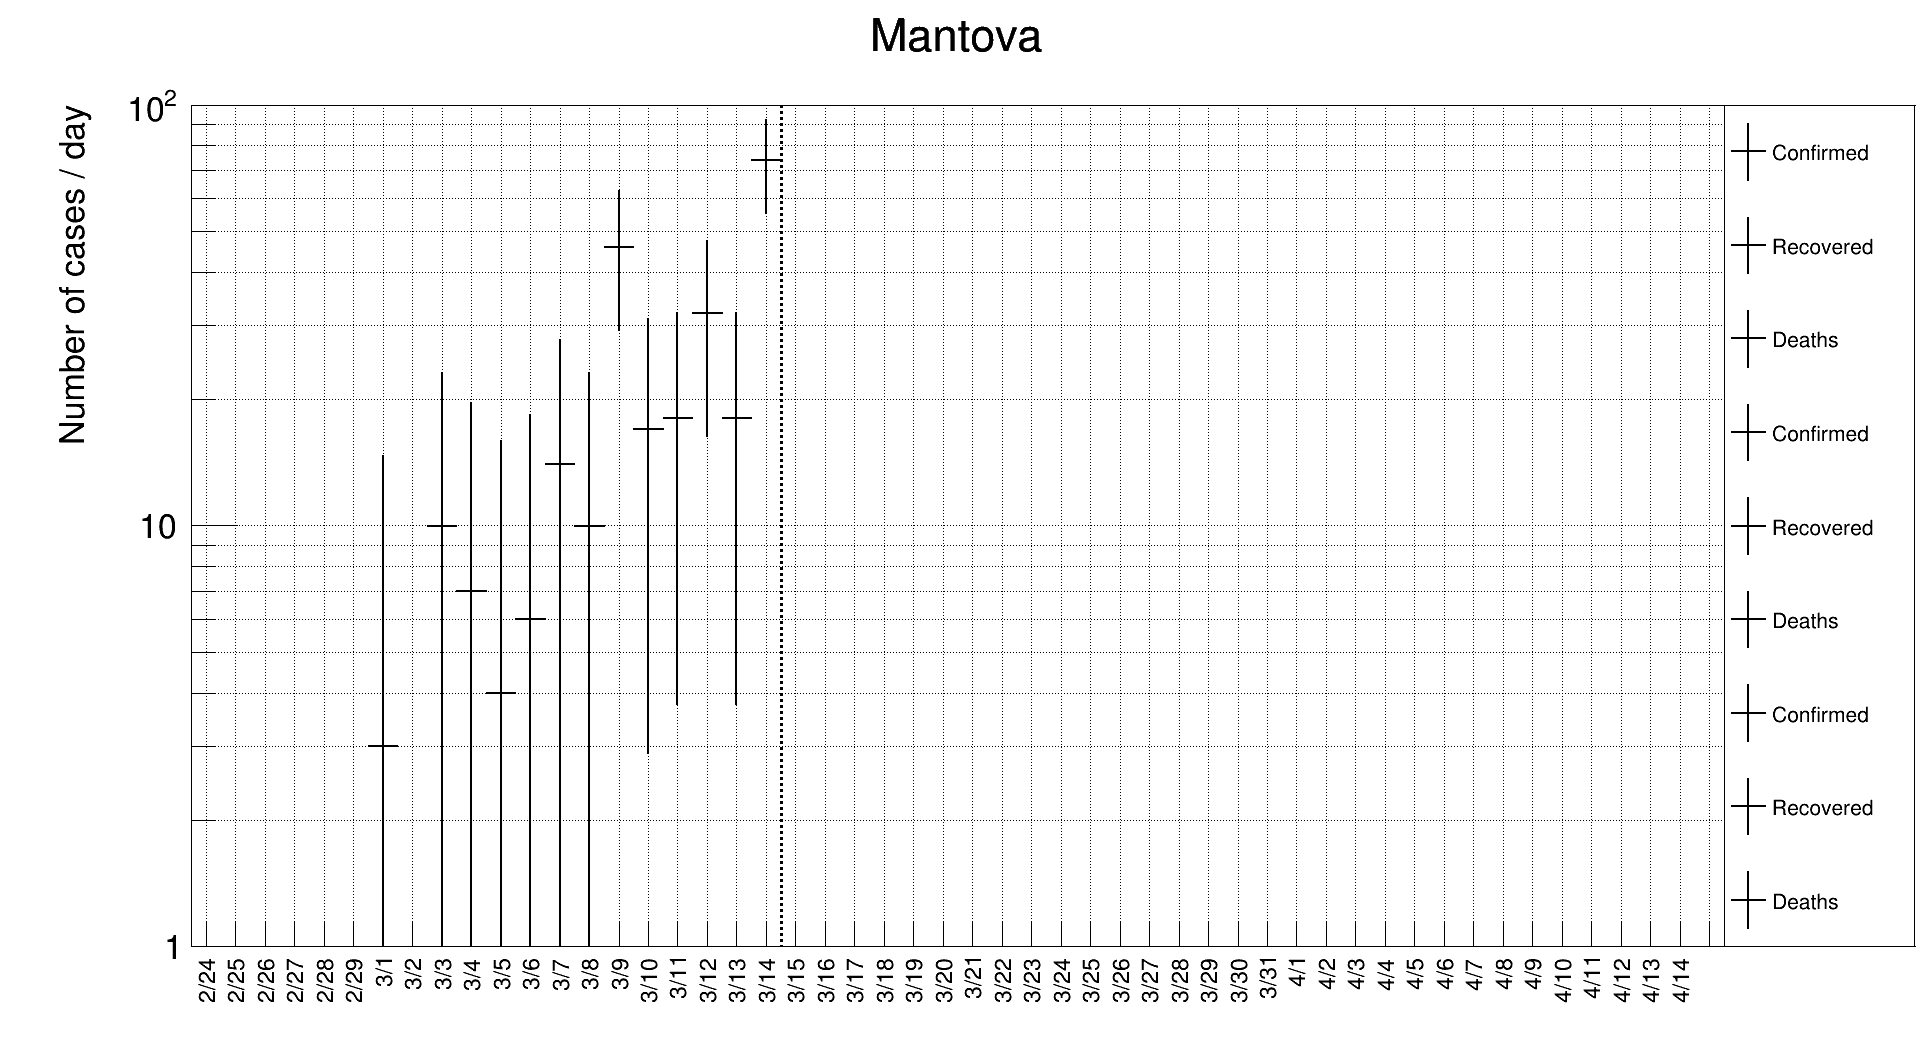 Mantova
Number of cases / day
10²
10
1
2/24 2/25 2/26 2/27 2/28 2/29 3/1 3/2 3/3 3/4 3/5 3/6 3/7 3/8 3/9 3/10 3/11 3/12 3/13 3/14 3/15 3/16 3/17 3/18 3/19 3/20 3/21 3/22 3/23 3/24 3/25 3/26 3/27 3/28 3/29 3/30 3/31 4/1 4/2 4/3 4/4 4/5 4/6 4/7 4/8 4/9 4/10 4/11 4/12 4/13 4/14
Confirmed
Recovered
Deaths
Confirmed
Recovered
Deaths
Confirmed
Recovered
Deaths